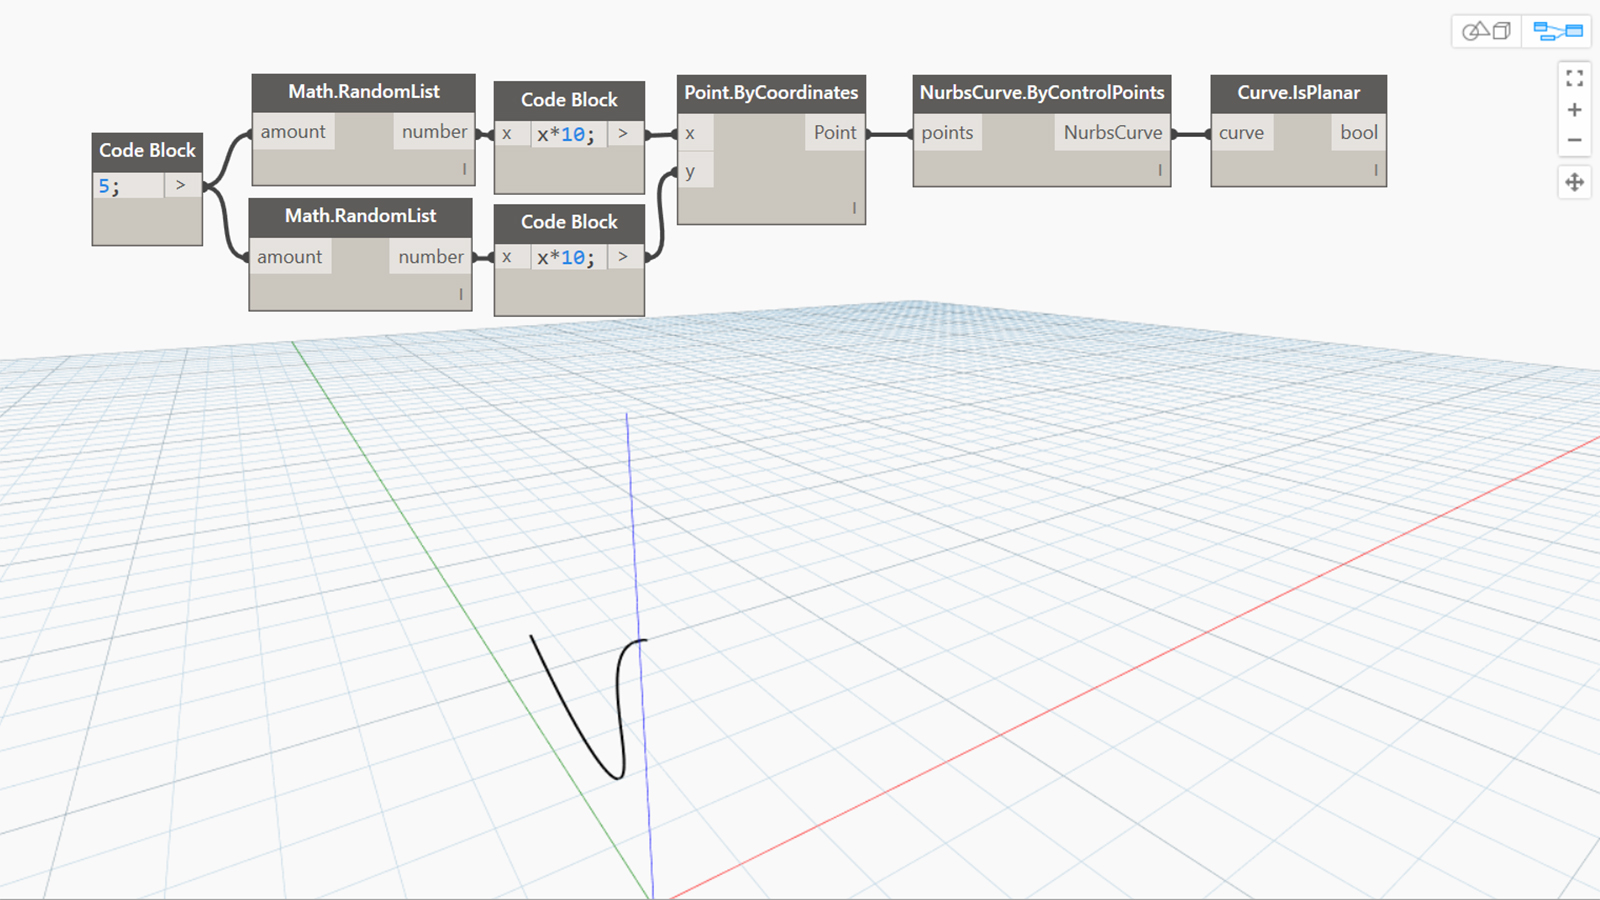 Code Block
5; >
Math.RandomList
amount number
l
Math.RandomList
amount number
l
Code Block
x x*10; >
Code Block
x x*10; >
Point.ByCoordinates
x Point
y
l
NurbsCurve.ByControlPoints
points NurbsCurve
l
Curve.IsPlanar
curve bool
l